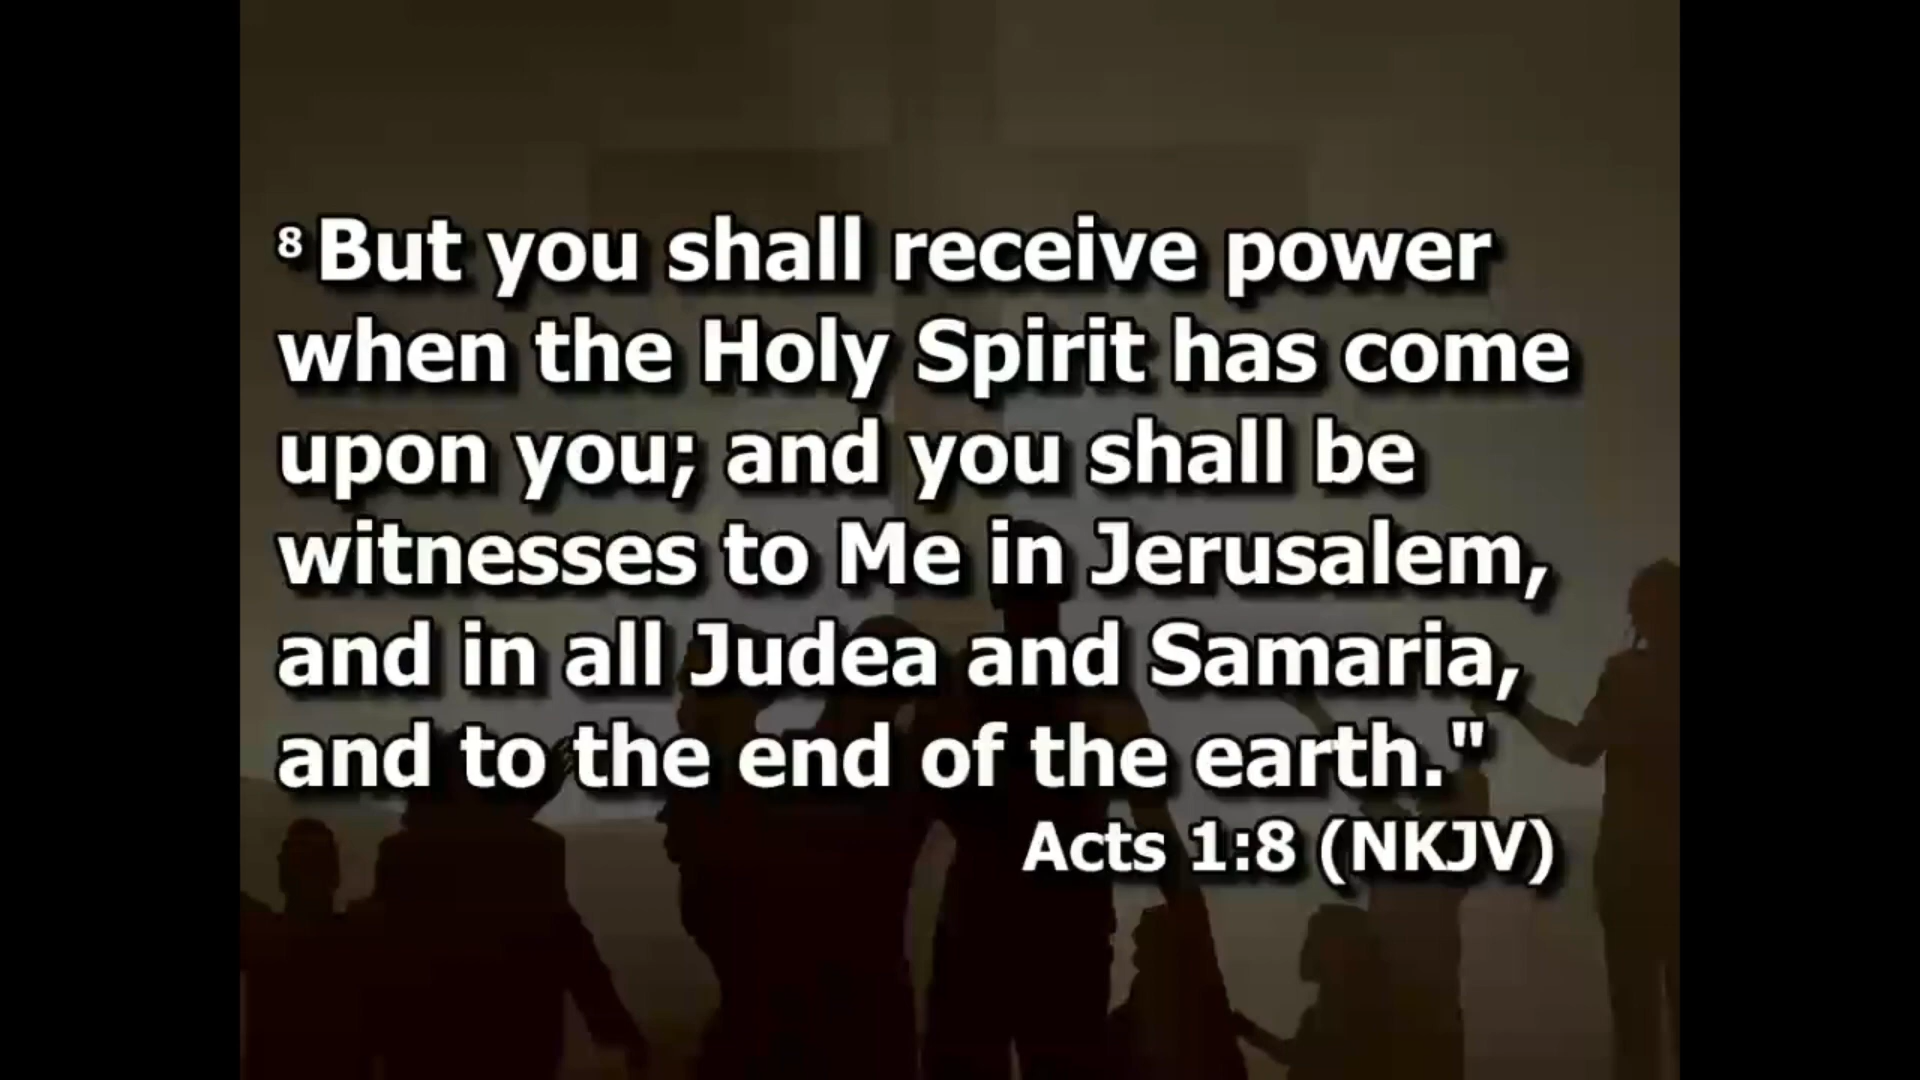 8 But you shall receive power
when the Holy Spirit has come
upon you; and you shall be
witnesses to Me in Jerusalem,
and in all Judea and Samaria,
and to the end of the earth."
Acts 1:8 (NKJV)